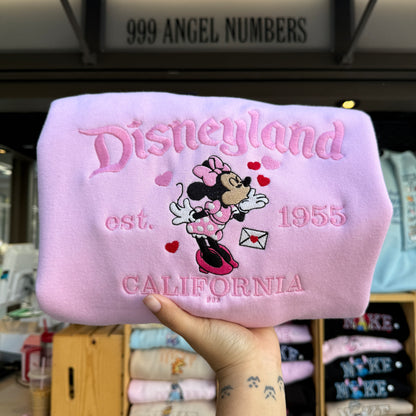 999 ANGEL NUMBERS
Disneyland
est. 1955
CALIFORNIA